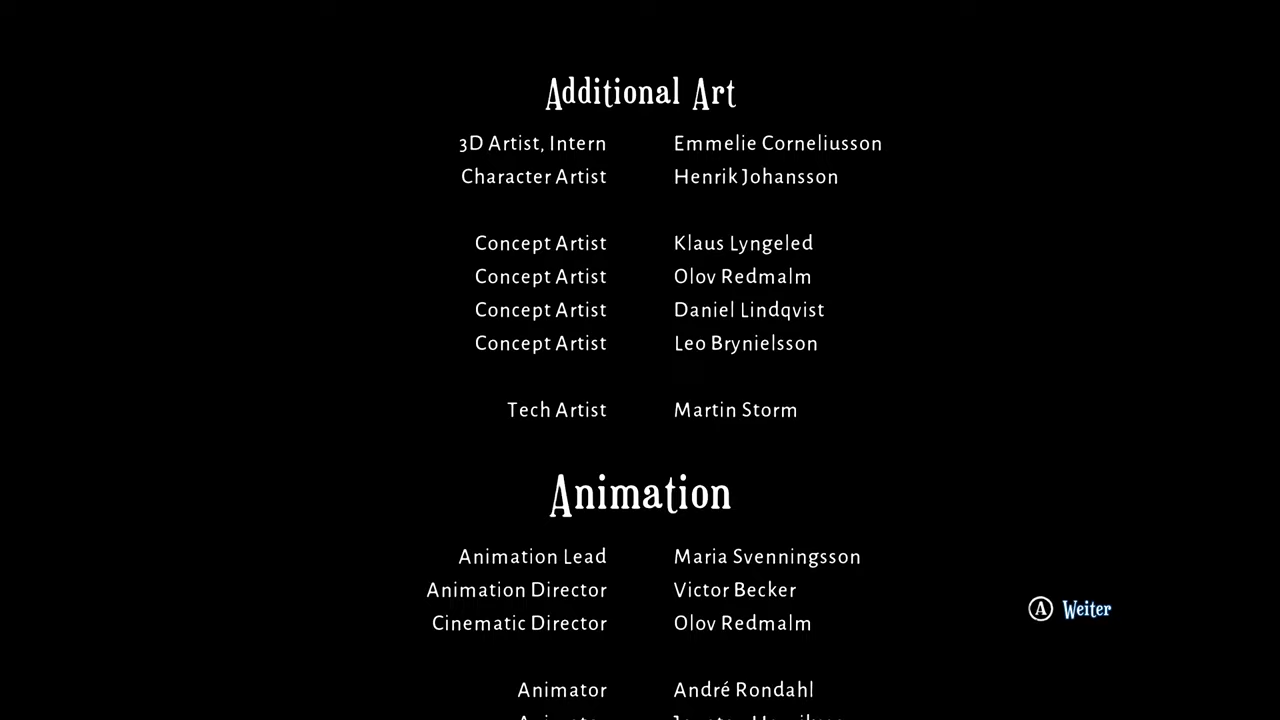 Additional Art
3D Artist, Intern Emmelie Corneliusson
Character Artist Henrik Johansson
Concept Artist Klaus Lyngeled
Concept Artist Olov Redmalm
Concept Artist Daniel Lindqvist
Concept Artist Leo Brynielsson
Tech Artist Martin Storm
Animation
Animation Lead Maria Svenningsson
Animation Director Victor Becker
Cinematic Director Olov Redmalm
A Weiter
Animator André Rondahl